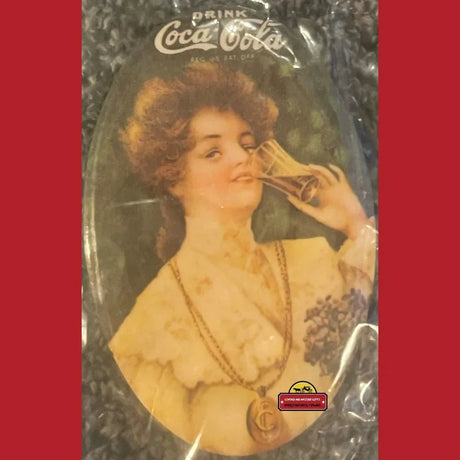 DRINK
Coca-Cola
REG. U.S. PAT. OFF.
C